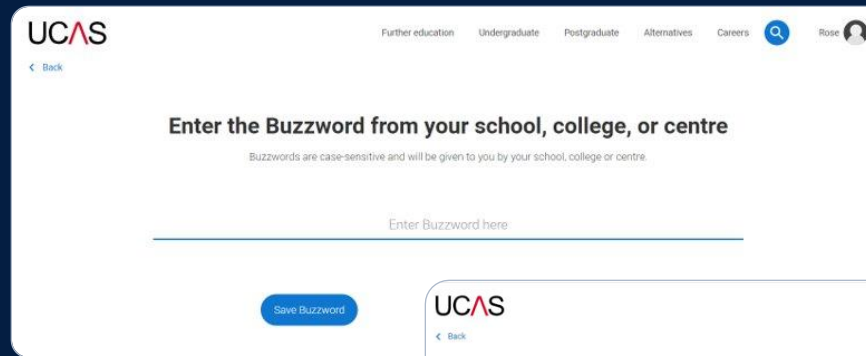 UCAS
Further education Undergraduate Postgraduate Alternatives Careers Rose
Back
Enter the Buzzword from your school, college, or centre
Buzzwords are case-sensitive and will be given to you by your school, college or centre.
Enter Buzzword here
Save Buzzword
UCAS
Back